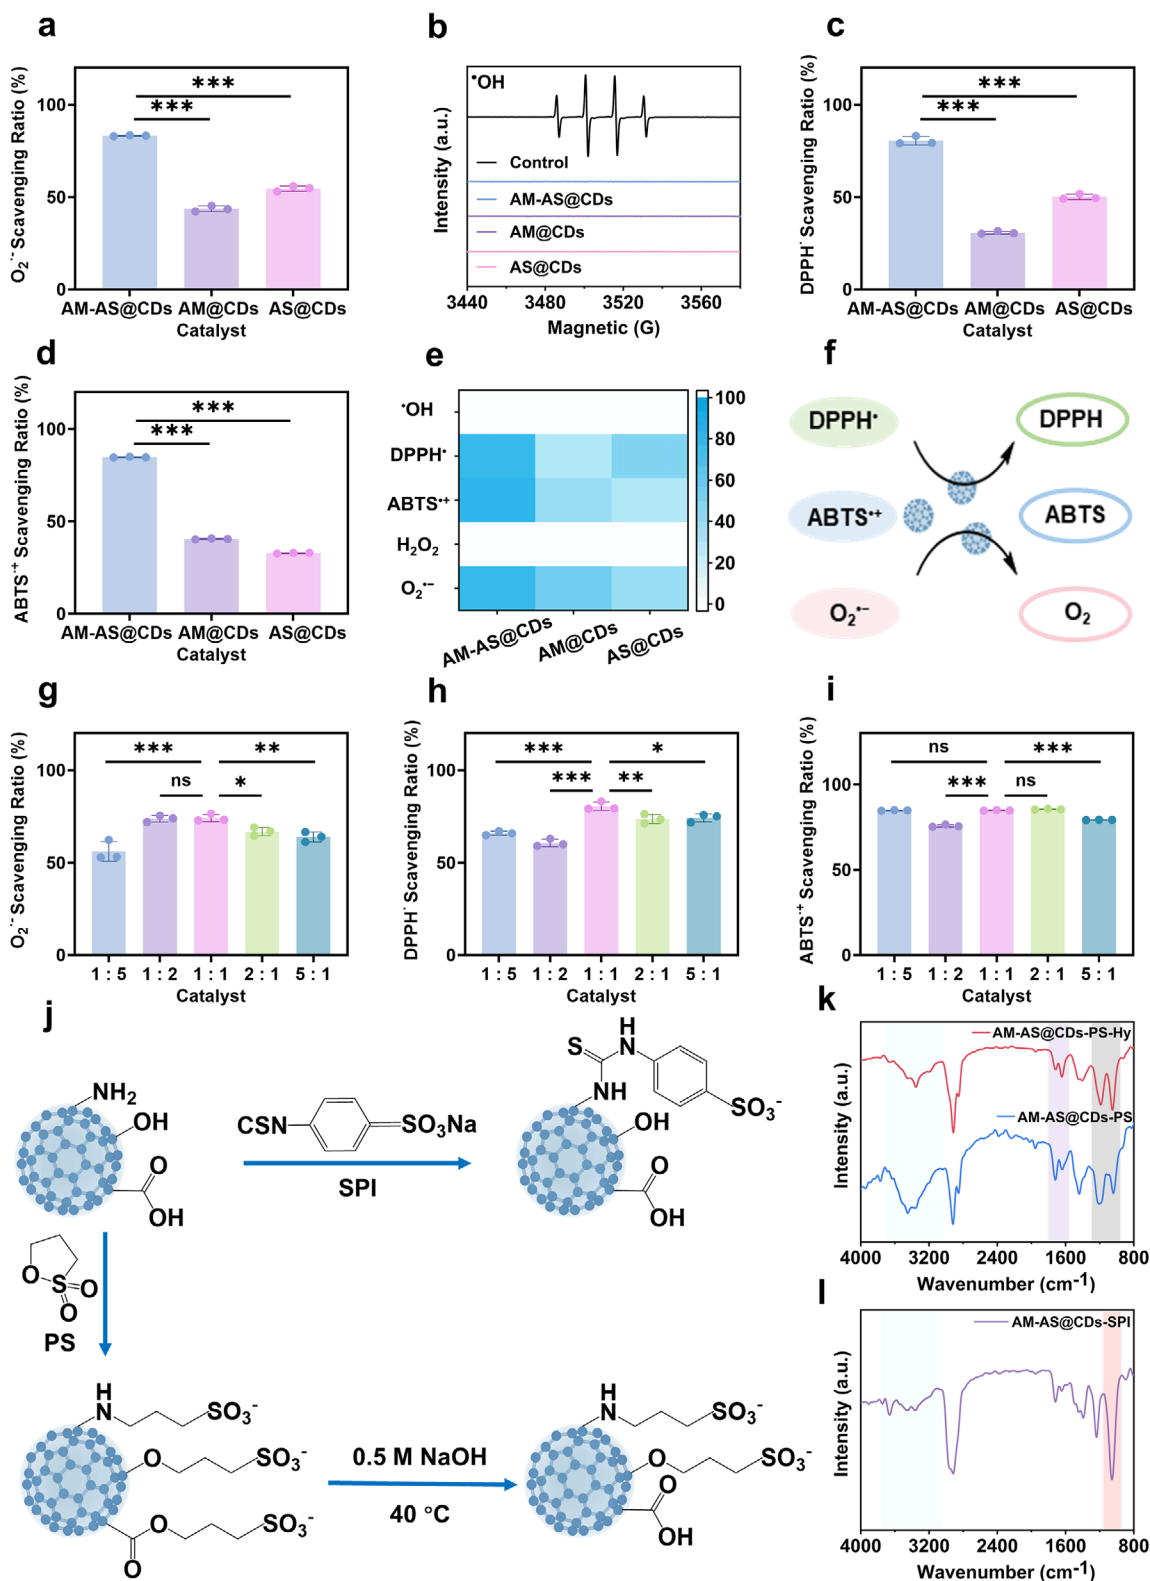 a
O2·- Scavenging Ratio (%)
100
50
0
***
***
AM-AS@CDs AM@CDs AS@CDs
Catalyst
b
Intensity (a.u.)
•OH
Control
AM-AS@CDs
AM@CDs
AS@CDs
3440 3480 3520 3560
Magnetic (G)
c
DPPH· Scavenging Ratio (%)
100
50
0
***
***
AM-AS@CDs AM@CDs AS@CDs
Catalyst
d
ABTS·+ Scavenging Ratio (%)
100
50
0
***
***
AM-AS@CDs AM@CDs AS@CDs
Catalyst
e
•OH
DPPH•
ABTS•+
H2O2
O2•−
AM-AS@CDs AM@CDs AS@CDs
100
80
60
40
20
0
f
DPPH• DPPH
ABTS•+ ABTS
O2•− O2
g
O2·- Scavenging Ratio (%)
100
50
0
*** **
ns *
1 : 5 1 : 2 1 : 1 2 : 1 5 : 1
Catalyst
h
DPPH· Scavenging Ratio (%)
100
50
0
*** *
*** **
1 : 5 1 : 2 1 : 1 2 : 1 5 : 1
Catalyst
i
ABTS·+ Scavenging Ratio (%)
100
50
0
ns ***
*** ns
1 : 5 1 : 2 1 : 1 2 : 1 5 : 1
Catalyst
j
NH2
OH
O
OH
CSN SO3Na
SPI
S
H
N
NH
SO3-
OH
O
OH
O
S
O
O
PS
H
N
SO3-
O
SO3-
O
SO3-
O
0.5 M NaOH
40 °C
H
N
SO3-
O
SO3-
O
OH
k
Intensity (a.u.)
AM-AS@CDs-PS-Hy
AM-AS@CDs-PS
4000 3200 2400 1600 800
Wavenumber (cm-1)
l
Intensity (a.u.)
AM-AS@CDs-SPI
4000 3200 2400 1600 800
Wavenumber (cm-1)